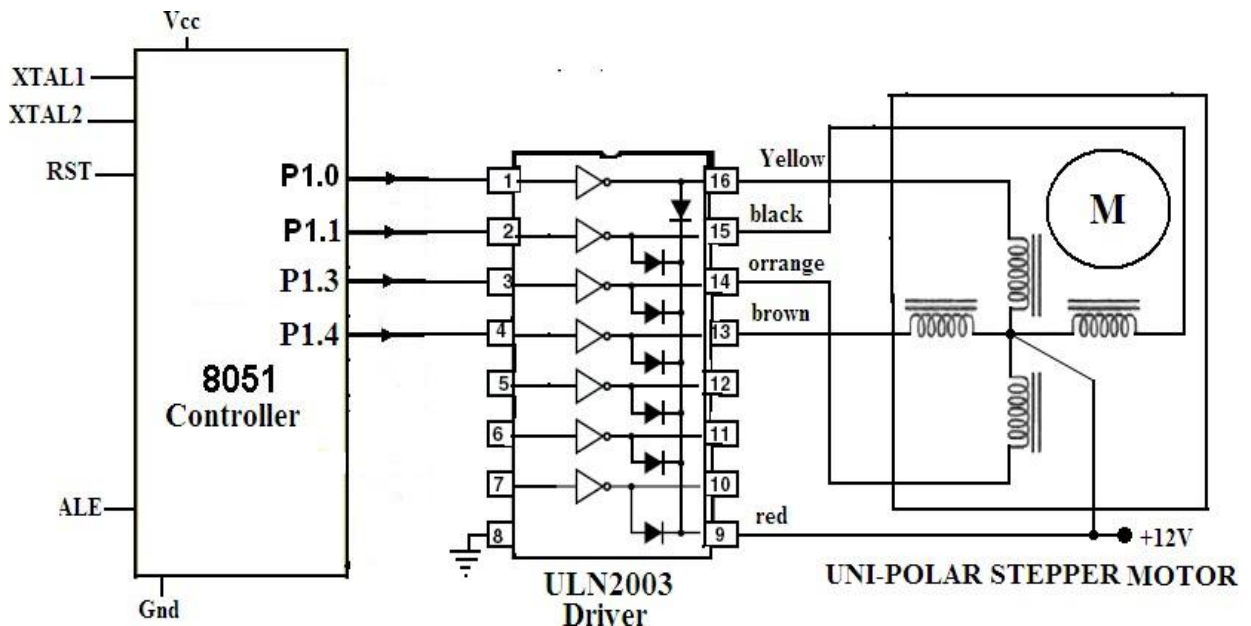 Vcc
XTAL1
XTAL2
RST
P1.0
P1.1
P1.3
P1.4
8051
Controller
ALE
Gnd
1
2
3
4
5
6
7
8
16
15
14
13
12
11
10
9
ULN2003
Driver
Yellow
black
orrange
brown
red
M
+12V
UNI-POLAR STEPPER MOTOR